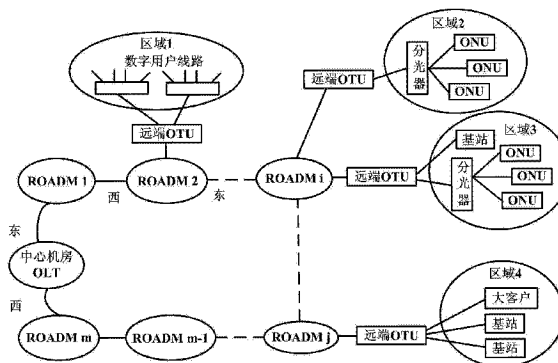 区域1
数字用户线路
远端OTU
区域2
分光器
ONU
ONU
ONU
远端OTU
区域3
基站
分光器
ONU
ONU
ONU
远端OTU
ROADM 1
西
ROADM 2
东
ROADM i
东
中心机房
OLT
西
ROADM m
ROADM m-1
ROADM j
远端OTU
区域4
大客户
基站
基站